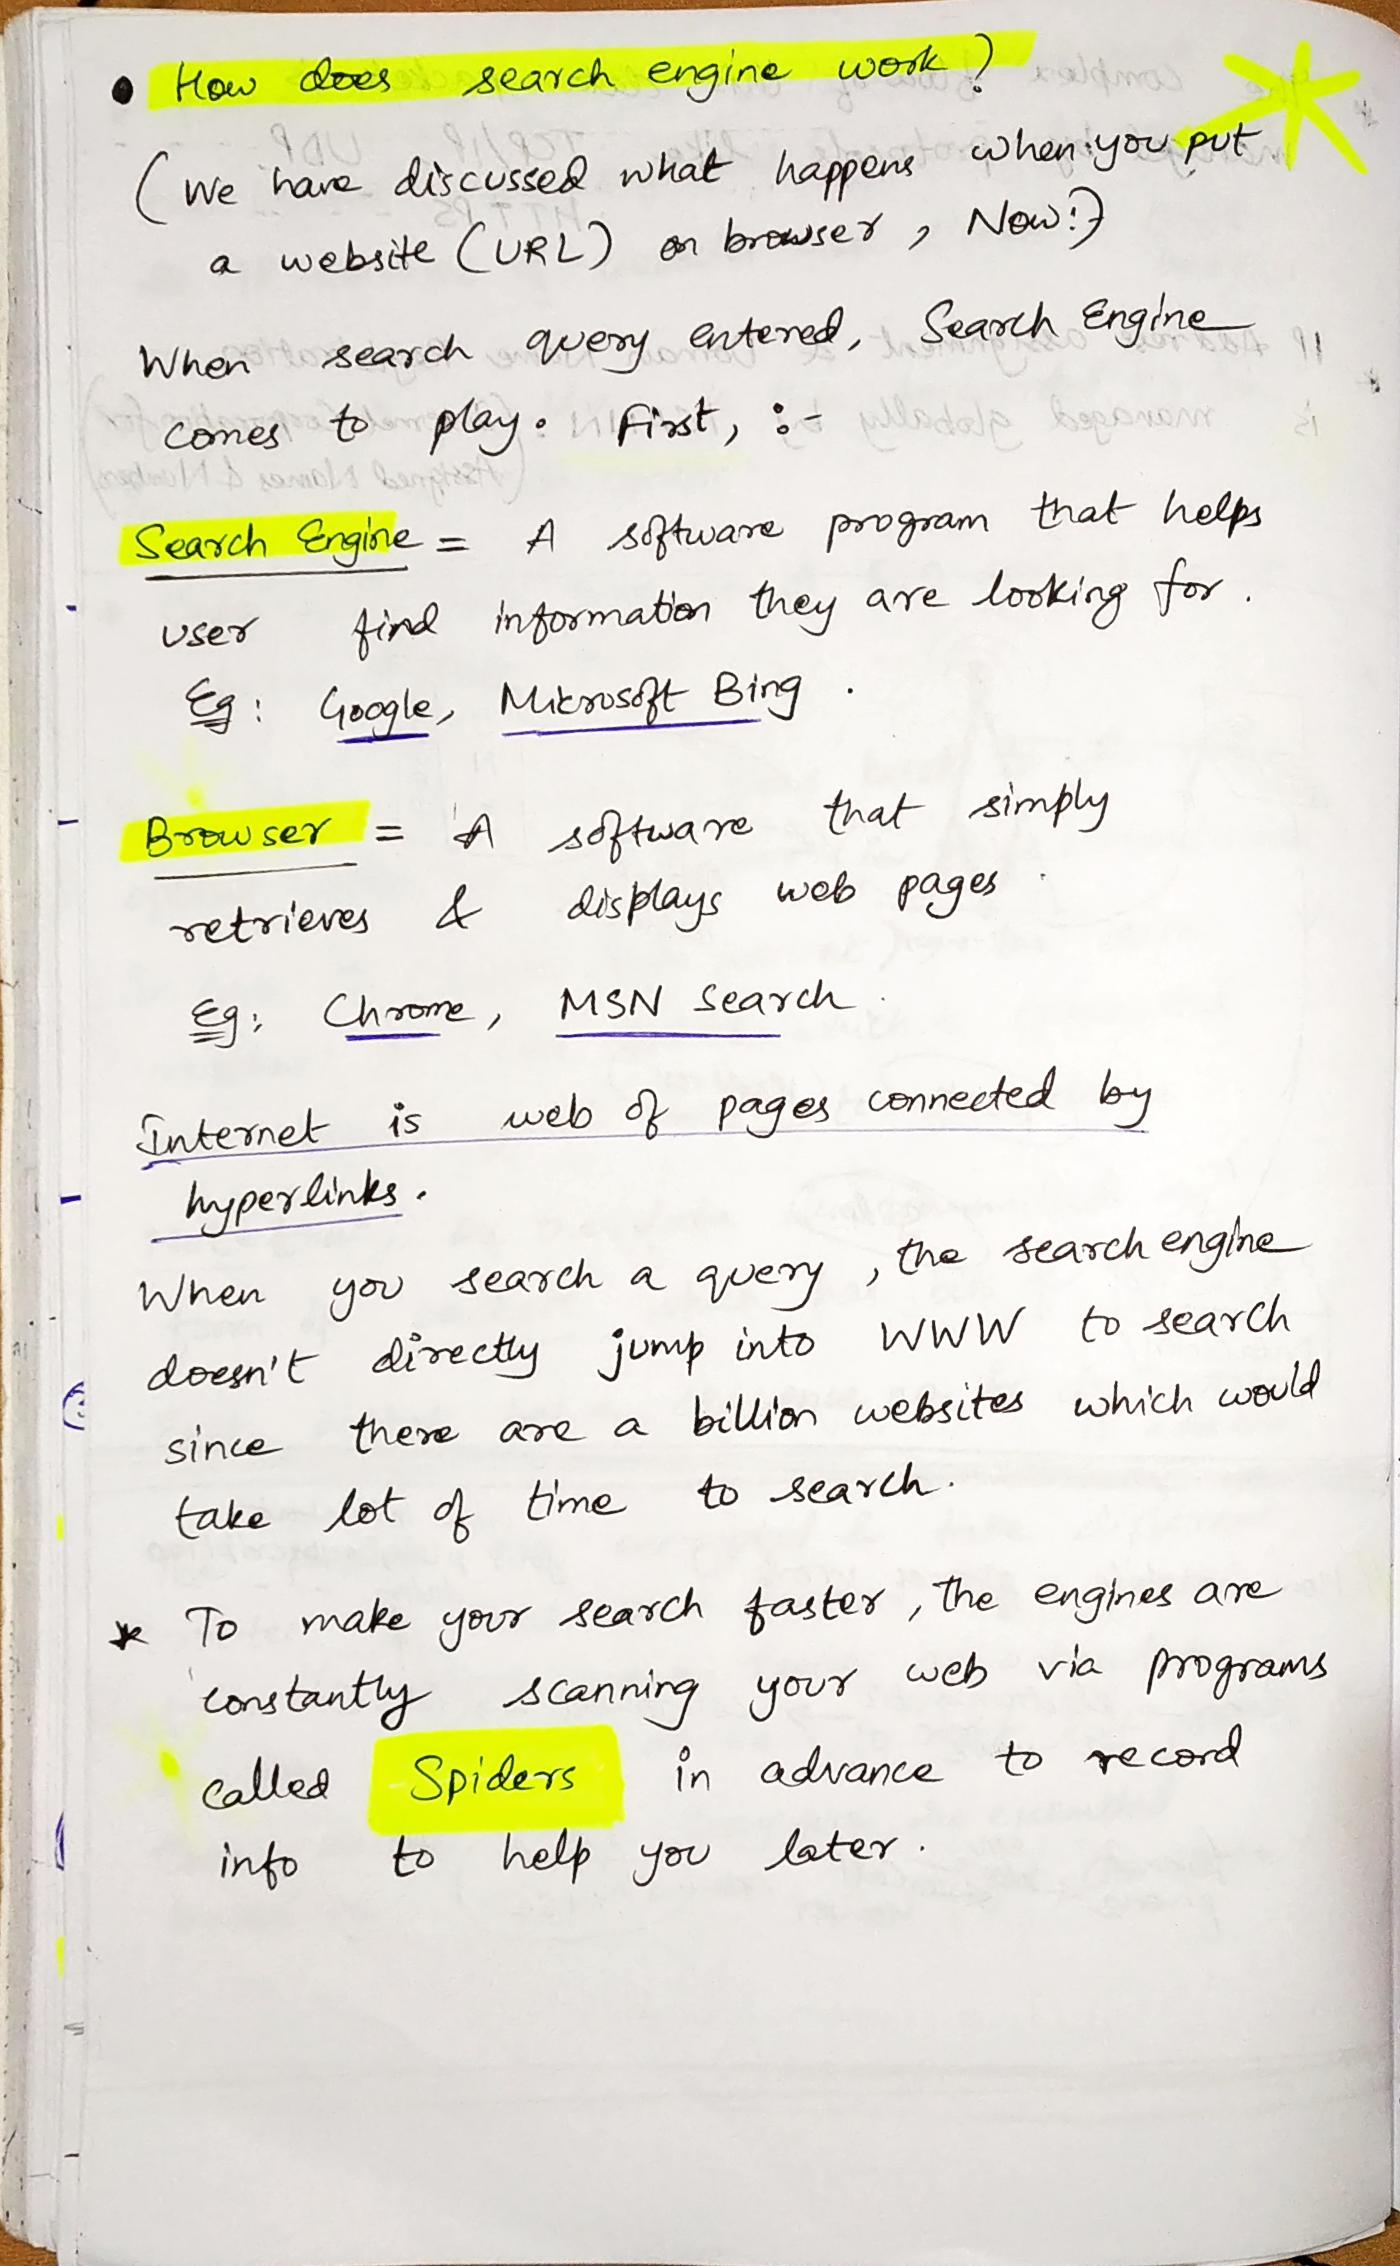 • How does search engine work?
(We have discussed what happens when you put
a website (URL) on browser, Now:)
When search query entered, Search Engine
comes to play. First, :-
Search Engine = A software program that helps
user find information they are looking for.
Eg: Google, Microsoft Bing.
Browser = A software that simply
retrieves & displays web pages.
Eg: Chrome, MSN Search.
Internet is web of pages connected by
hyperlinks.
When you search a query, the search engine
doesn't directly jump into WWW to search
since there are a billion websites which would
take lot of time to search.
* To make your search faster, the engines are
constantly scanning your web via programs
called Spiders in advance to record
info to help you later.